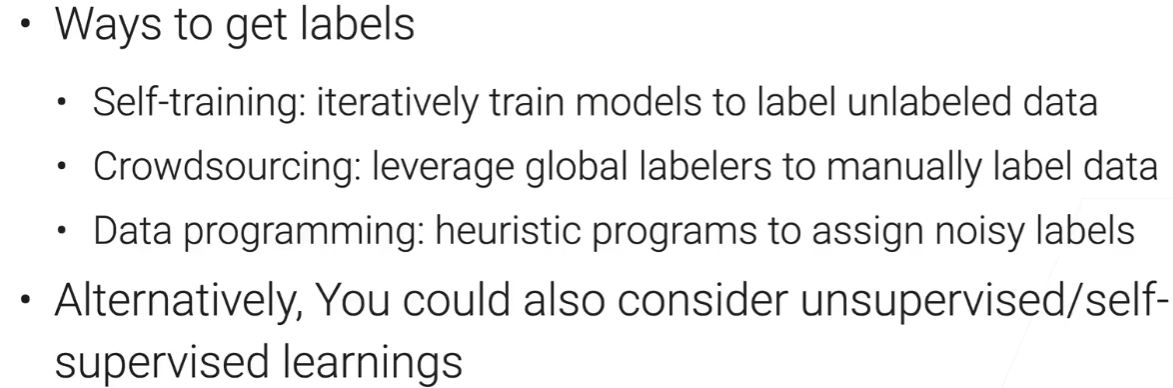 • Ways to get labels
• Self-training: iteratively train models to label unlabeled data
• Crowdsourcing: leverage global labelers to manually label data
• Data programming: heuristic programs to assign noisy labels
• Alternatively, You could also consider unsupervised/self-
supervised learnings